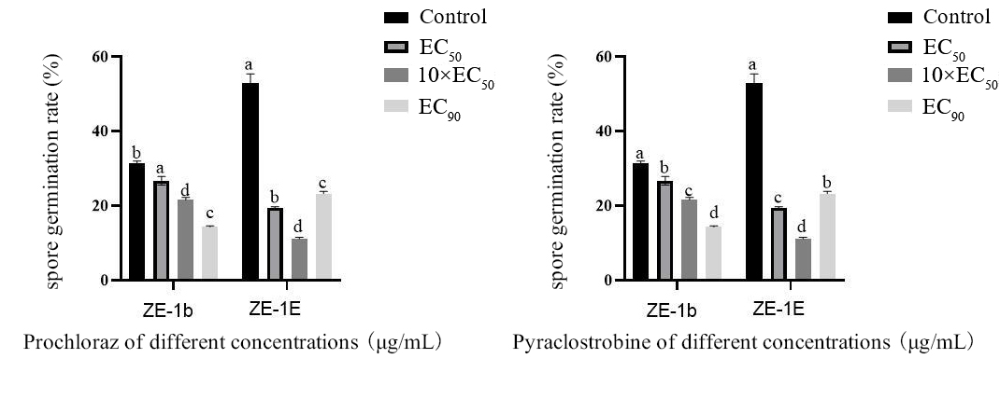 Control
EC50
10×EC50
EC90
spore germination rate (%)
60
40
20
0
b
a
d
c
a
b
d
c
ZE-1b
ZE-1E
Prochloraz of different concentrations（μg/mL）
Control
EC50
10×EC50
EC90
spore germination rate (%)
60
40
20
0
a
b
c
d
a
c
d
b
ZE-1b
ZE-1E
Pyraclostrobine of different concentrations（μg/mL）